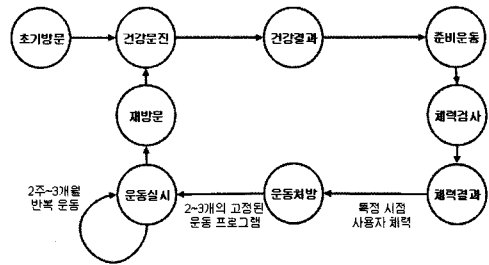 초기방문
건강문진
건강결과
준비운동
재방문
체력검사
2주~3개월
반복 운동
운동실시
2~3개의 고정된
운동 프로그램
운동처방
특정 시점
사용자 체력
체력결과